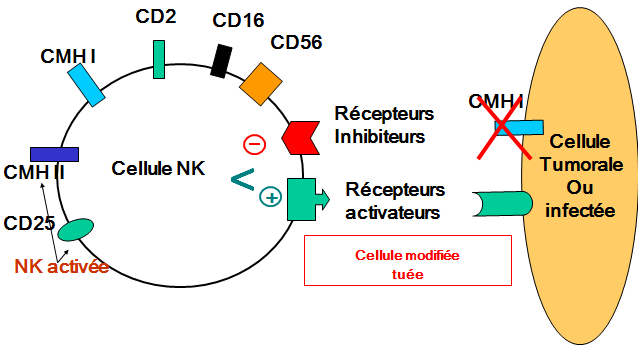 CD2
CD16
CMH I
CD56
CMH I
Récepteurs
Inhibiteurs
Cellule NK
CMH II
Cellule
Tumorale
Ou
infectée
−
<
+
Récepteurs
activateurs
CD25
NK activée
Cellule modifiée
tuée